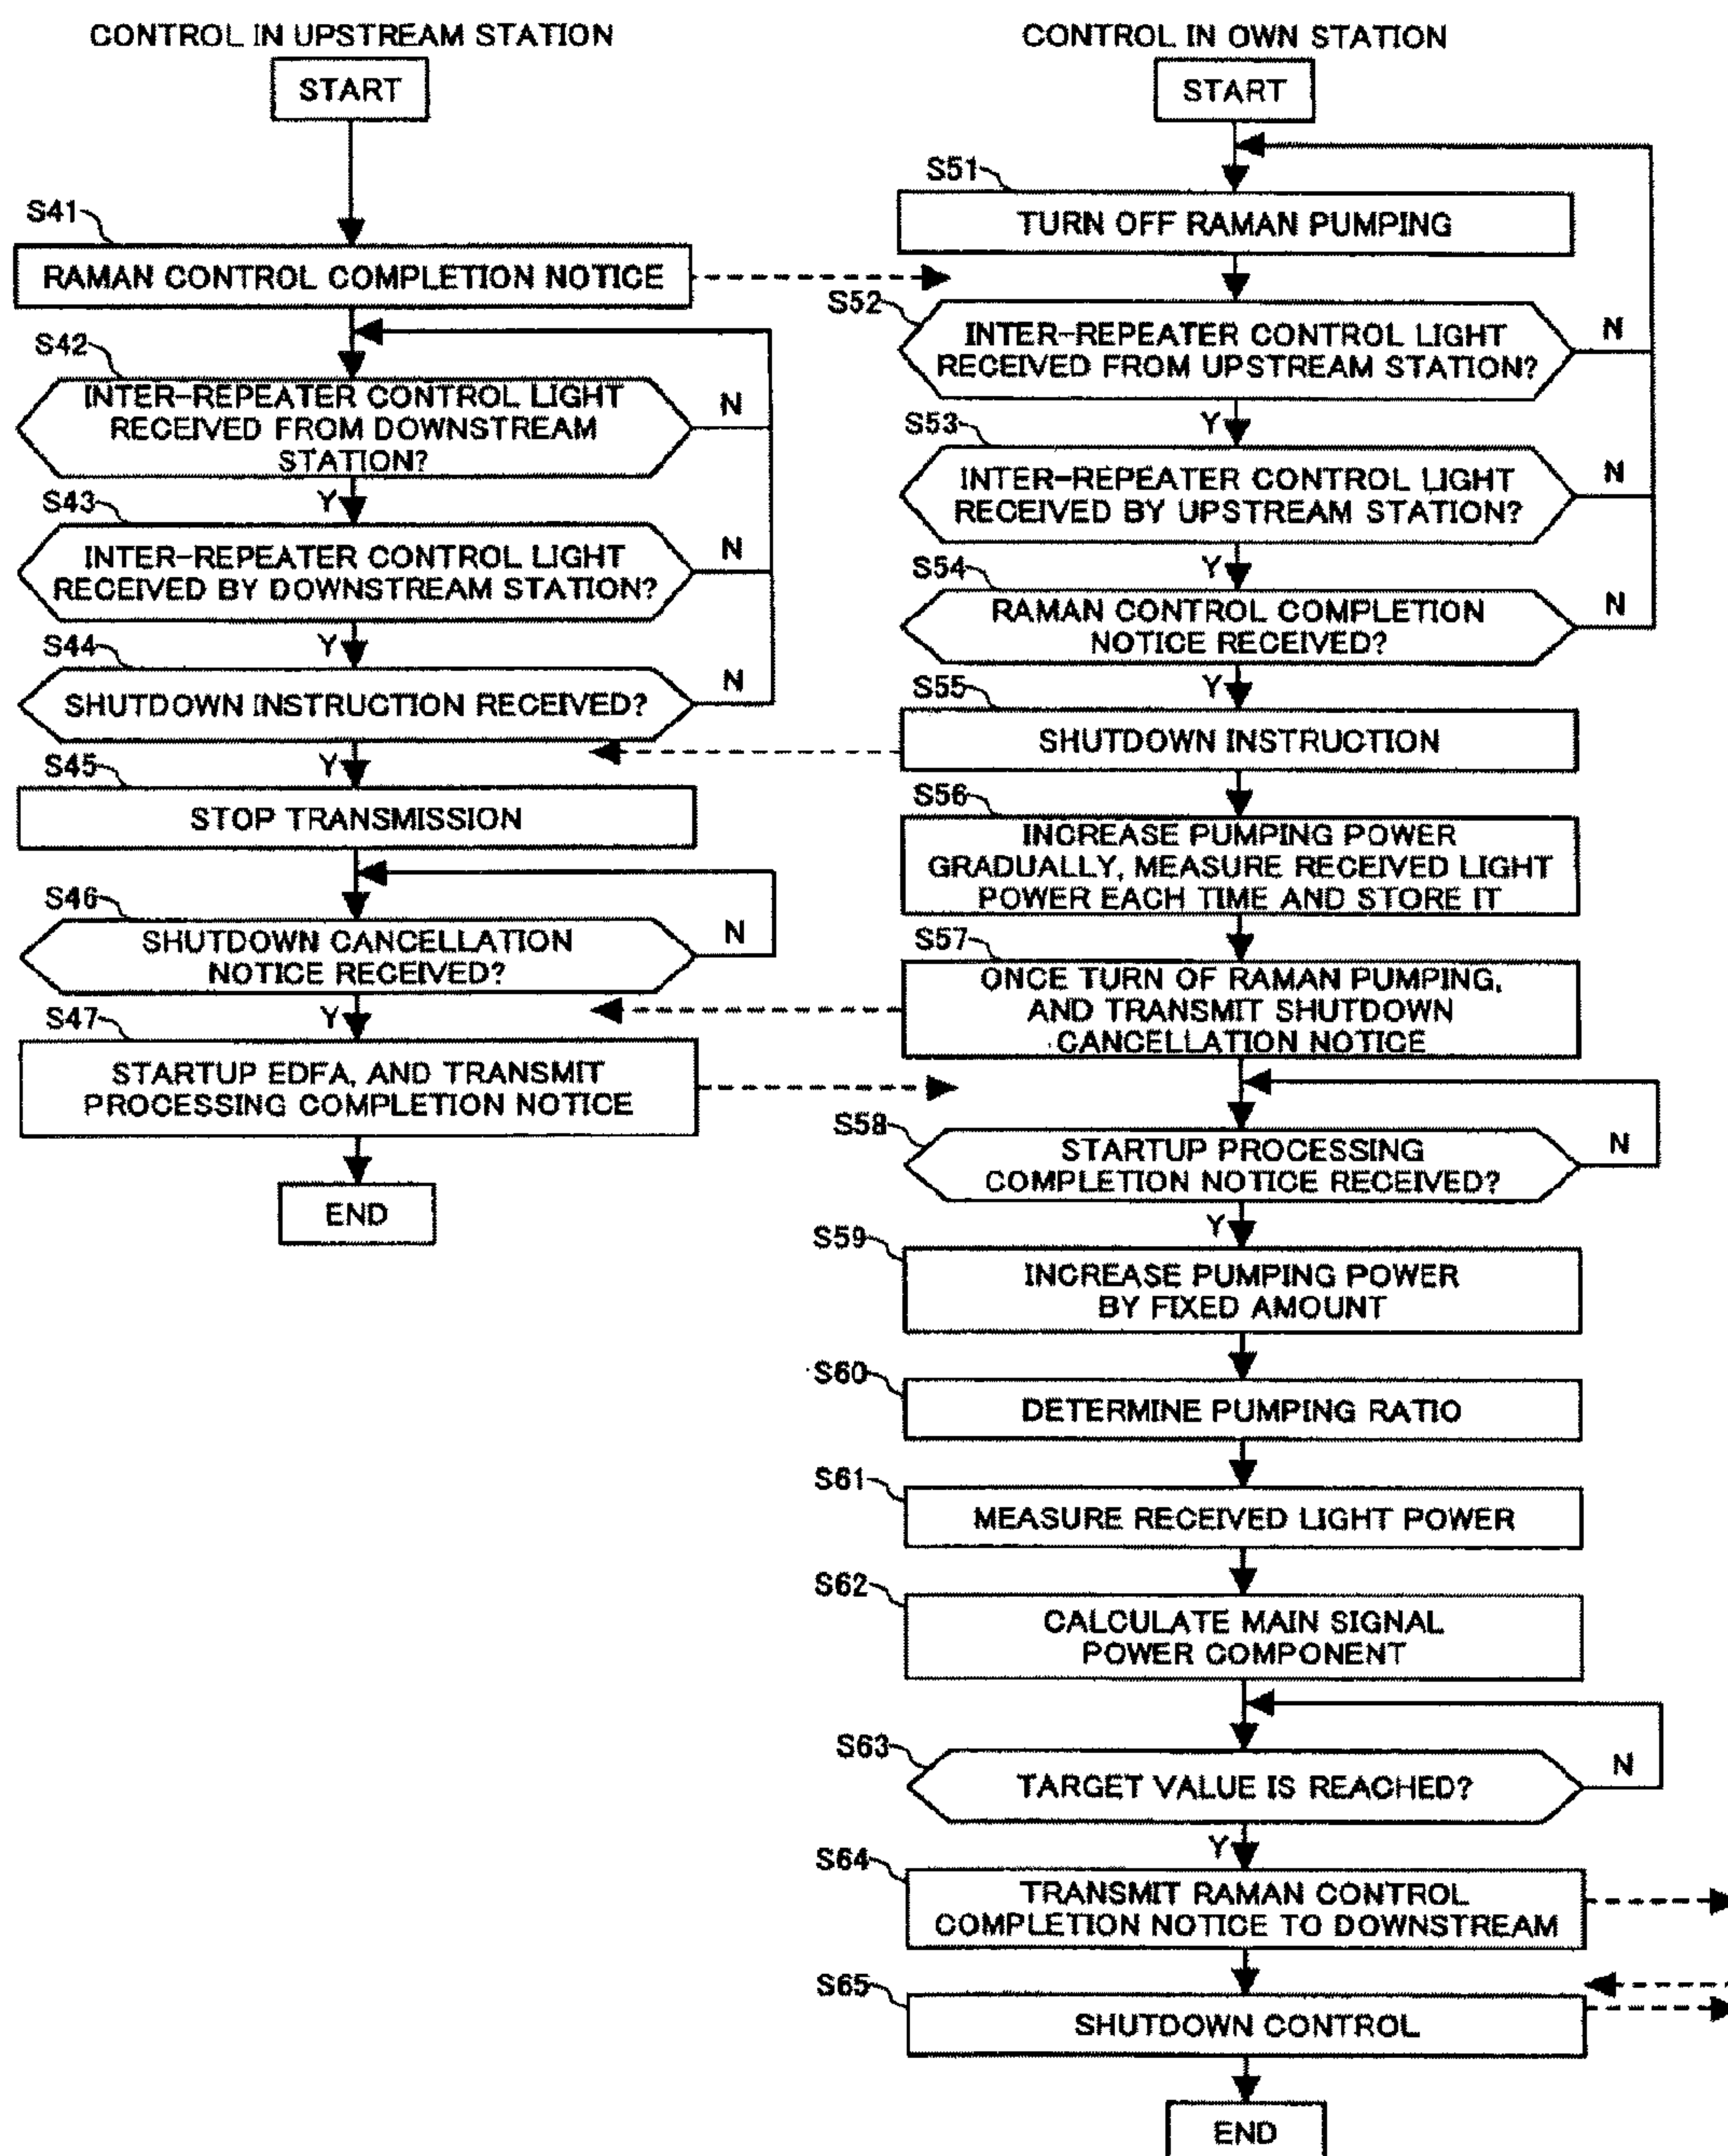 CONTROL IN UPSTREAM STATION
START
S41
RAMAN CONTROL COMPLETION NOTICE
S42
INTER-REPEATER CONTROL LIGHT
RECEIVED FROM DOWNSTREAM
STATION?
N
Y
S43
INTER-REPEATER CONTROL LIGHT
RECEIVED BY DOWNSTREAM STATION?
N
Y
S44
SHUTDOWN INSTRUCTION RECEIVED?
N
Y
S45
STOP TRANSMISSION
S46
SHUTDOWN CANCELLATION
NOTICE RECEIVED?
N
Y
S47
STARTUP EDFA, AND TRANSMIT
PROCESSING COMPLETION NOTICE
END
CONTROL IN OWN STATION
START
S51
TURN OFF RAMAN PUMPING
S52
INTER-REPEATER CONTROL LIGHT
RECEIVED FROM UPSTREAM STATION?
N
Y
S53
INTER-REPEATER CONTROL LIGHT
RECEIVED BY UPSTREAM STATION?
N
Y
S54
RAMAN CONTROL COMPLETION
NOTICE RECEIVED?
N
Y
S55
SHUTDOWN INSTRUCTION
S56
INCREASE PUMPING POWER
GRADUALLY, MEASURE RECEIVED LIGHT
POWER EACH TIME AND STORE IT
S57
ONCE TURN OF RAMAN PUMPING,
AND TRANSMIT SHUTDOWN
CANCELLATION NOTICE
S58
STARTUP PROCESSING
COMPLETION NOTICE RECEIVED?
N
Y
S59
INCREASE PUMPING POWER
BY FIXED AMOUNT
S60
DETERMINE PUMPING RATIO
S61
MEASURE RECEIVED LIGHT POWER
S62
CALCULATE MAIN SIGNAL
POWER COMPONENT
S63
TARGET VALUE IS REACHED?
N
Y
S64
TRANSMIT RAMAN CONTROL
COMPLETION NOTICE TO DOWNSTREAM
S65
SHUTDOWN CONTROL
END